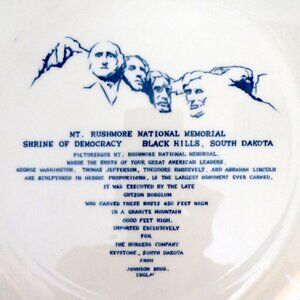 MT. RUSHMORE NATIONAL MEMORIAL
SHRINE OF DEMOCRACY BLACK HILLS, SOUTH DAKOTA
PICTURESQUE MT. RUSHMORE NATIONAL MEMORIAL,
WHERE THE BUSTS OF FOUR GREAT AMERICAN LEADERS,
GEORGE WASHINGTON, THOMAS JEFFERSON, THEODORE ROOSEVELT, AND ABRAHAM LINCOLN
ARE SCULPTURED IN HEROIC PROPORTIONS, IS THE LARGEST MONUMENT EVER CARVED,
IT WAS EXECUTED BY THE LATE
GUTZON BORGLUM
WHO CARVED THESE BUSTS 450 FEET HIGH
IN A GRANITE MOUNTAIN
6000 FEET HIGH.
IMPORTED EXCLUSIVELY
FOR
THE BURGESS COMPANY
KEYSTONE, SOUTH DAKOTA
FROM
JOHNSON BROS.